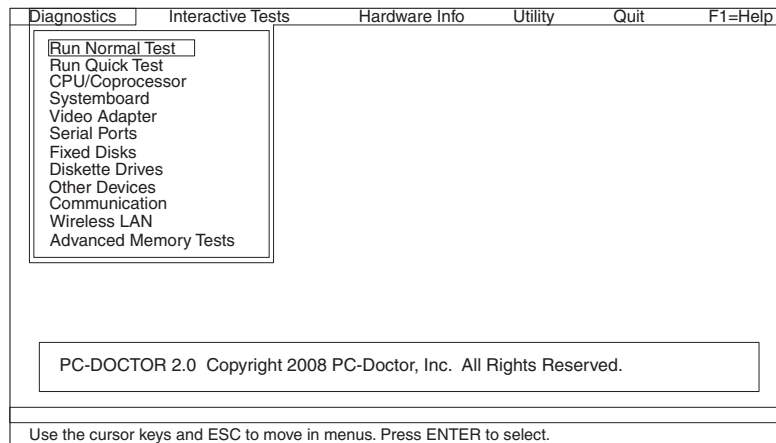 Diagnostics Interactive Tests Hardware Info Utility Quit F1=Help
Run Normal Test
Run Quick Test
CPU/Coprocessor
Systemboard
Video Adapter
Serial Ports
Fixed Disks
Diskette Drives
Other Devices
Communication
Wireless LAN
Advanced Memory Tests
PC-DOCTOR 2.0 Copyright 2008 PC-Doctor, Inc. All Rights Reserved.
Use the cursor keys and ESC to move in menus. Press ENTER to select.